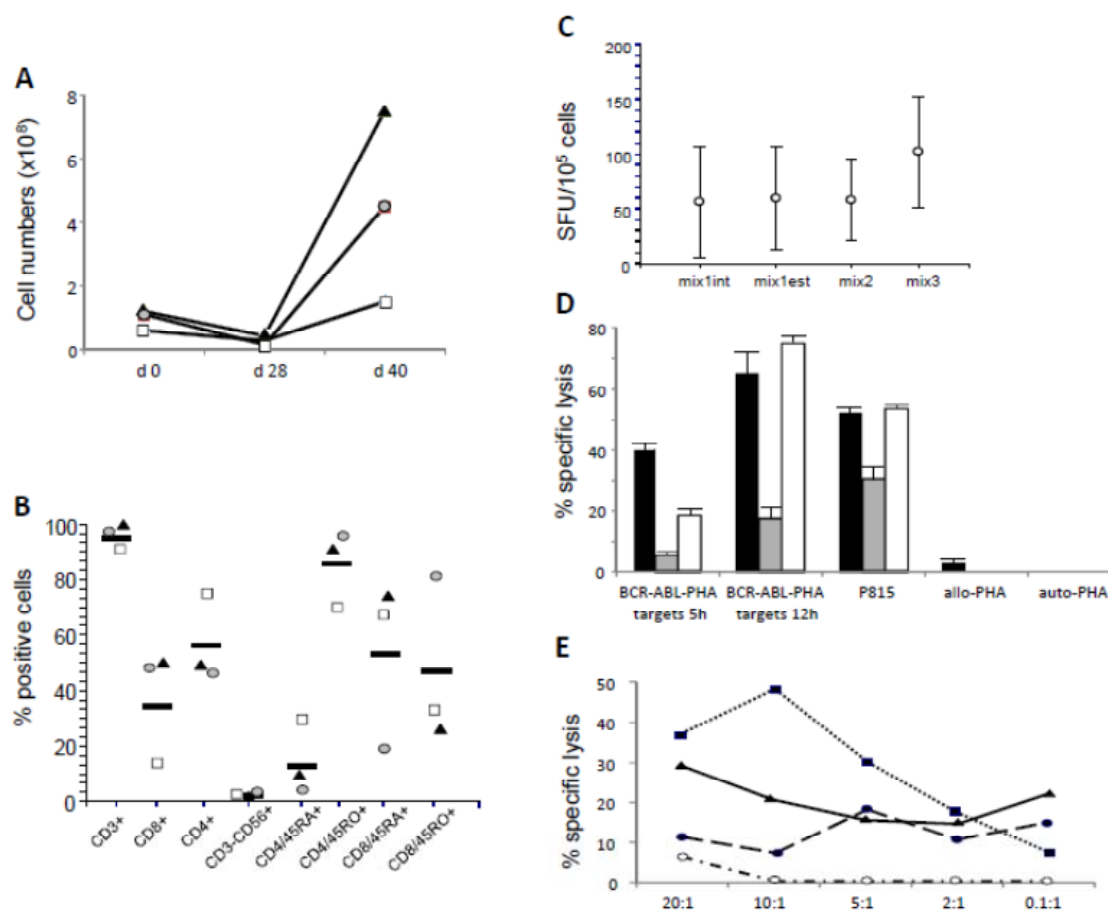 A
Cell numbers (x10⁸)
8
6
4
2
0
d 0 d 28 d 40
B
% positive cells
100
80
60
40
20
0
CD3+ CD8+ CD4+ CD3-CD56+ CD4/45RA+ CD4/45RO+ CD8/45RA+ CD8/45RO+
C
SFU/10⁵ cells
200
150
100
50
0
mix1int mix1est mix2 mix3
D
% specific lysis
80
60
40
20
0
BCR-ABL-PHA BCR-ABL-PHA P815 allo-PHA auto-PHA
targets 5h targets 12h
E
% specific lysis
50
40
30
20
10
0
20:1 10:1 5:1 2:1 0.1:1